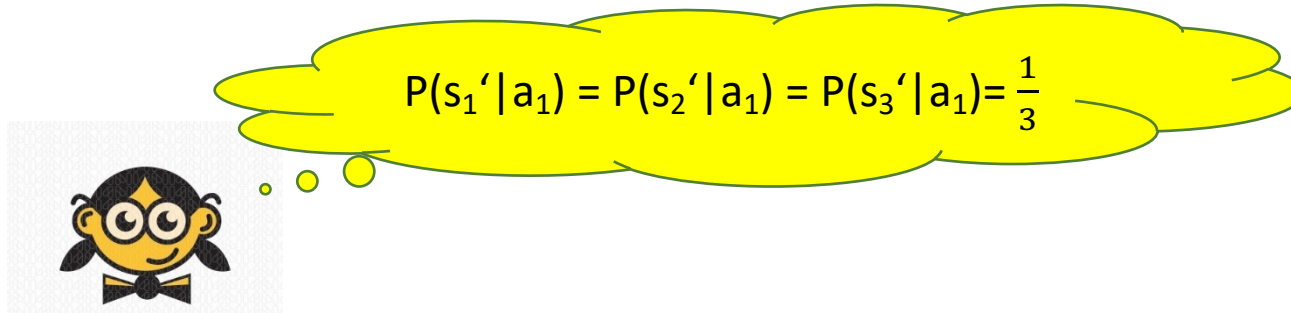 P(s₁‘|a₁) = P(s₂‘|a₁) = P(s₃‘|a₁)= 1/3